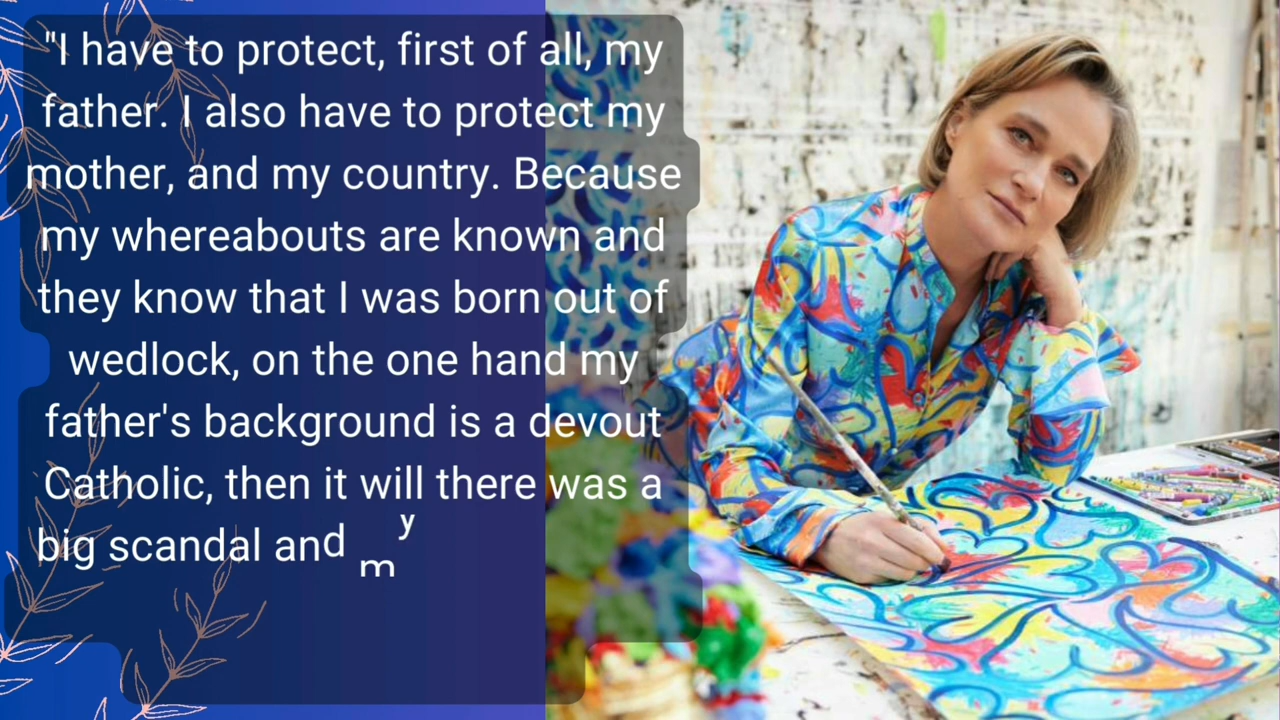 "I have to protect, first of all, my
father. I also have to protect my
mother, and my country. Because
my whereabouts are known and
they know that I was born out of
wedlock, on the one hand my
father's background is a devout
Catholic, then it will there was a
big scandal and my